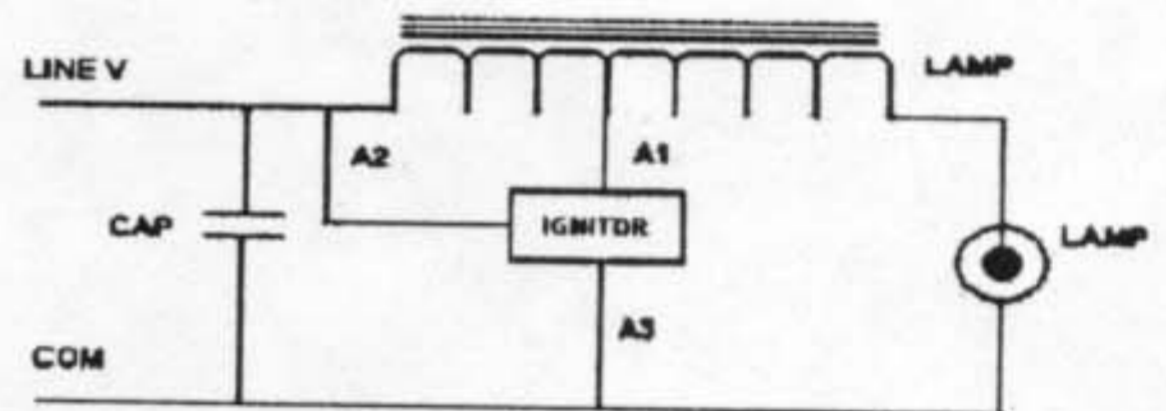 LINE V
LAMP
A2
A1
CAP
IGNITOR
LAMP
A3
COM